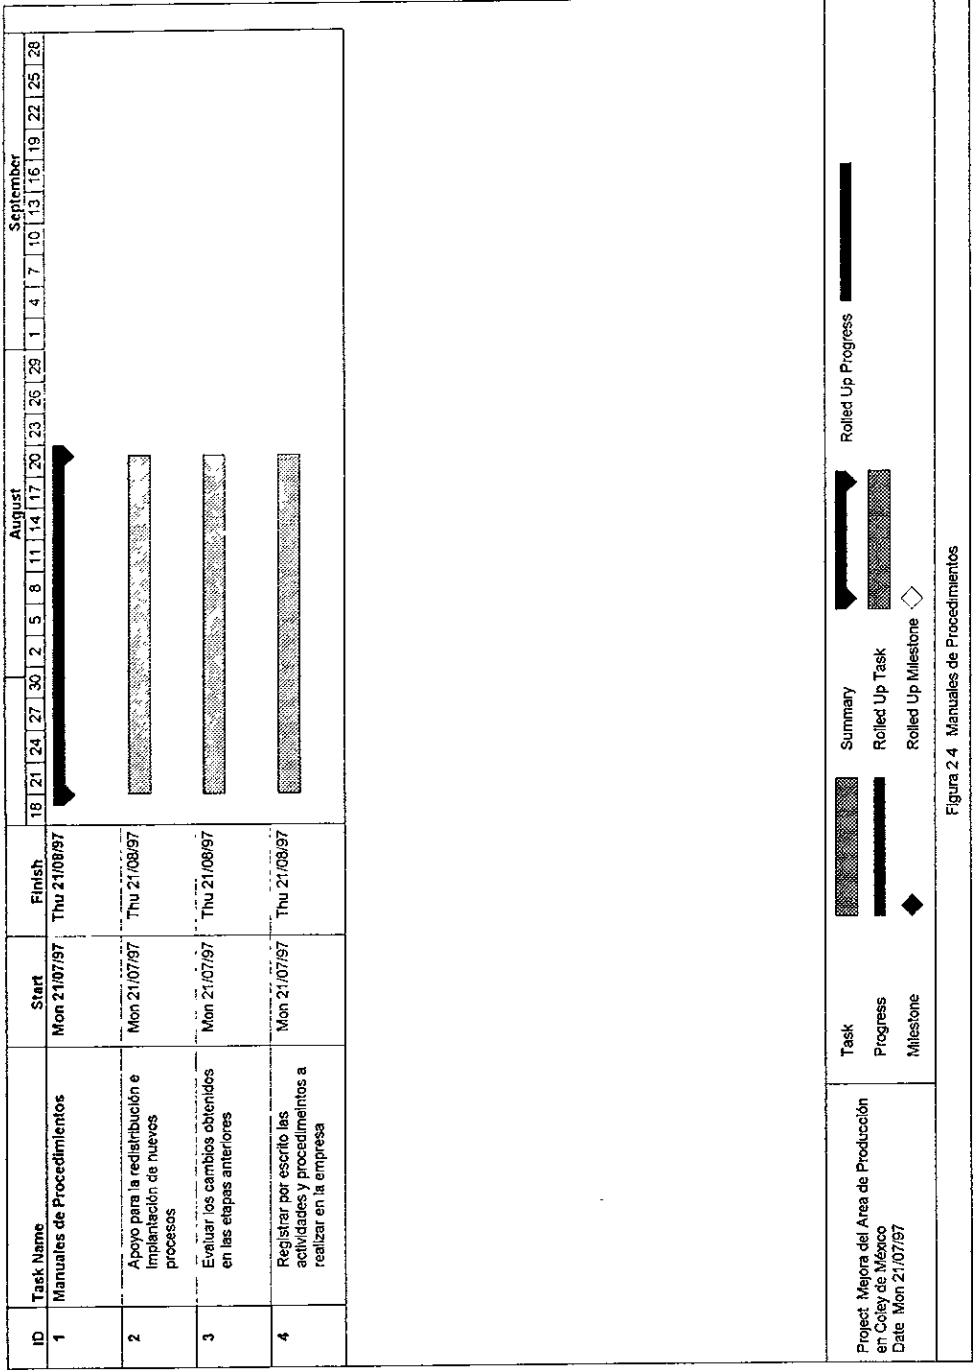 ID Task Name Start Finish
August September
18 21 24 27 30 2 5 8 11 14 17 20 23 26 29 1 4 7 10 13 16 19 22 25 28
1 Manuales de Procedimientos Mon 21/07/97 Thu 21/08/97
2 Apoyo para la redistribución e Mon 21/07/97 Thu 21/08/97
Implantación de nuevos
procesos
3 Evaluar los cambios obtenidos Mon 21/07/97 Thu 21/08/97
en las etapas anteriores
4 Registrar por escrito las Mon 21/07/97 Thu 21/08/97
actividades y procedimeintos a
realizar en la empresa
Project Mejora del Area de Producción
en Coley de México
Date Mon 21/07/97
Task Summary Rolled Up Progress
Progress Rolled Up Task
Milestone Rolled Up Milestone
Figura 2 4 Manuales de Procedimientos